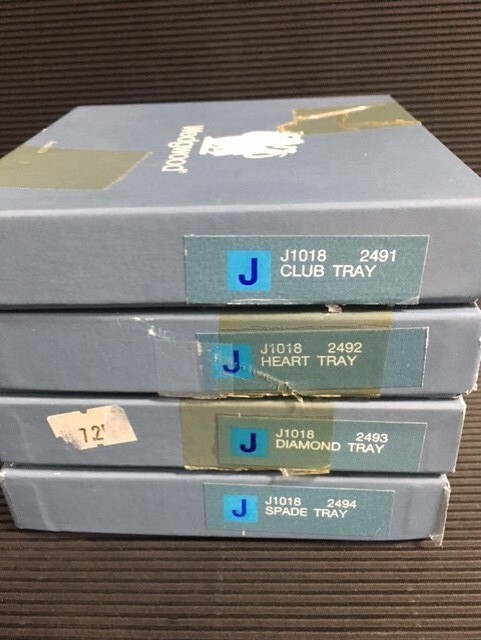 Wedgwood
J J1018 2491
CLUB TRAY
J J1018 2492
HEART TRAY
12'
J J1018 2493
DIAMOND TRAY
J J1018 2494
SPADE TRAY